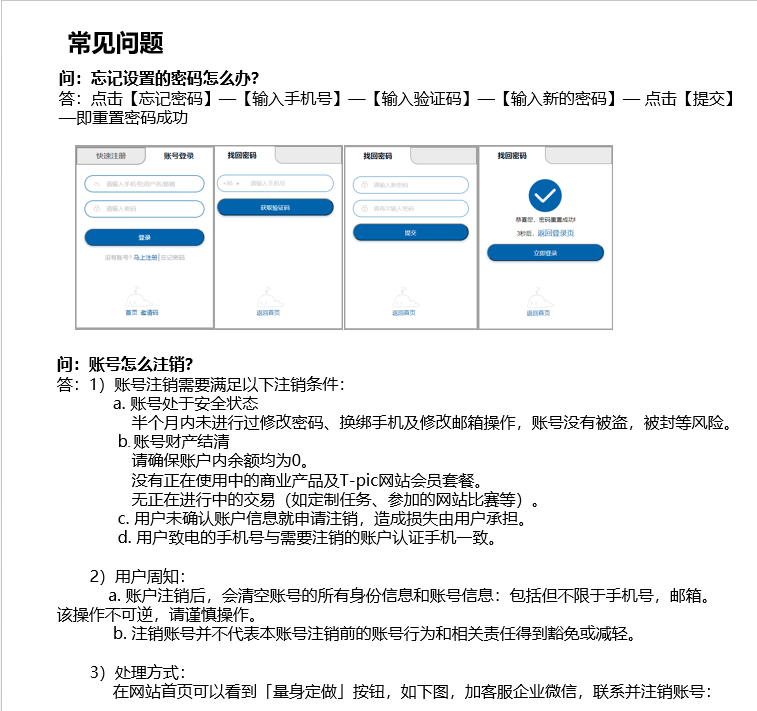 常见问题
问：忘记设置的密码怎么办？
答：点击【忘记密码】—【输入手机号】—【输入验证码】—【输入新的密码】— 点击【提交】
—即重置密码成功
快速注册 账号登录
请输入手机号/用户名/邮箱
请输入密码
登录
没有账号？马上注册|忘记密码
首页 邀请码
找回密码
+86 请输入手机号
获取验证码
返回首页
找回密码
请输入新密码
请再次输入密码
提交
返回首页
找回密码
恭喜您，密码重置成功!
3秒后，返回登录页
立即登录
返回首页
问：账号怎么注销？
答：1）账号注销需要满足以下注销条件：
a. 账号处于安全状态
半个月内未进行过修改密码、换绑手机及修改邮箱操作，账号没有被盗，被封等风险。
b. 账号财产结清
请确保账户内余额均为0。
没有正在使用中的商业产品及T-pic网站会员套餐。
无正在进行中的交易（如定制任务、参加的网站比赛等）。
c. 用户未确认账户信息就申请注销，造成损失由用户承担。
d. 用户致电的手机号与需要注销的账户认证手机一致。
2）用户周知：
a. 账户注销后，会清空账号的所有身份信息和账号信息：包括但不限于手机号，邮箱。
该操作不可逆，请谨慎操作。
b. 注销账号并不代表本账号注销前的账号行为和相关责任得到豁免或减轻。
3）处理方式：
在网站首页可以看到「量身定做」按钮，如下图，加客服企业微信，联系并注销账号：